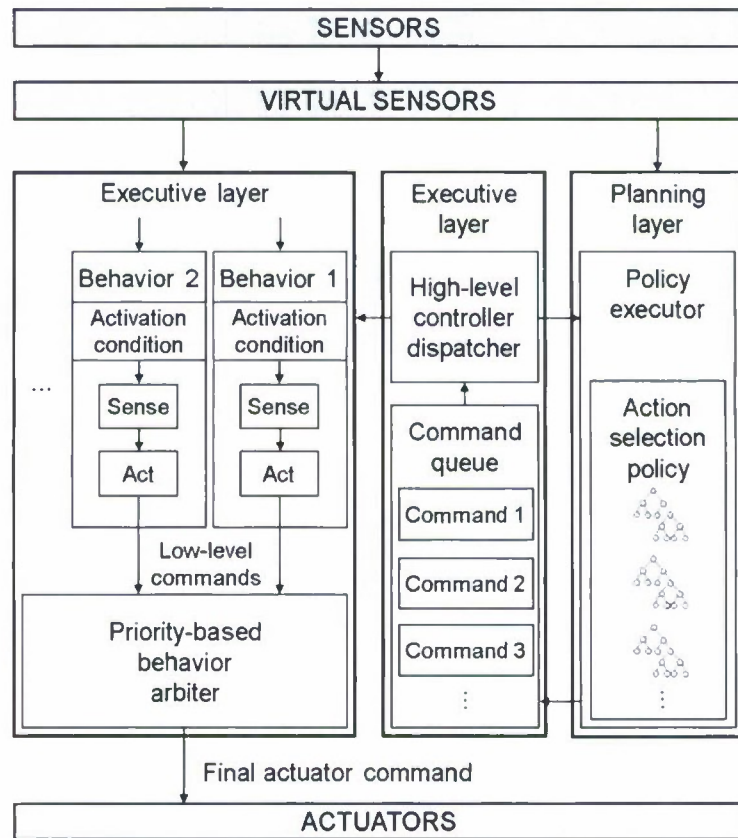 SENSORS
VIRTUAL SENSORS
Executive layer
Behavior 2
Activation
condition
Sense
Act
Behavior 1
Activation
condition
Sense
Act
...
Low-level
commands
Priority-based
behavior
arbiter
Executive
layer
High-level
controller
dispatcher
Command
queue
Command 1
Command 2
Command 3
⋮
Planning
layer
Policy
executor
Action
selection
policy
⋮
Final actuator command
ACTUATORS